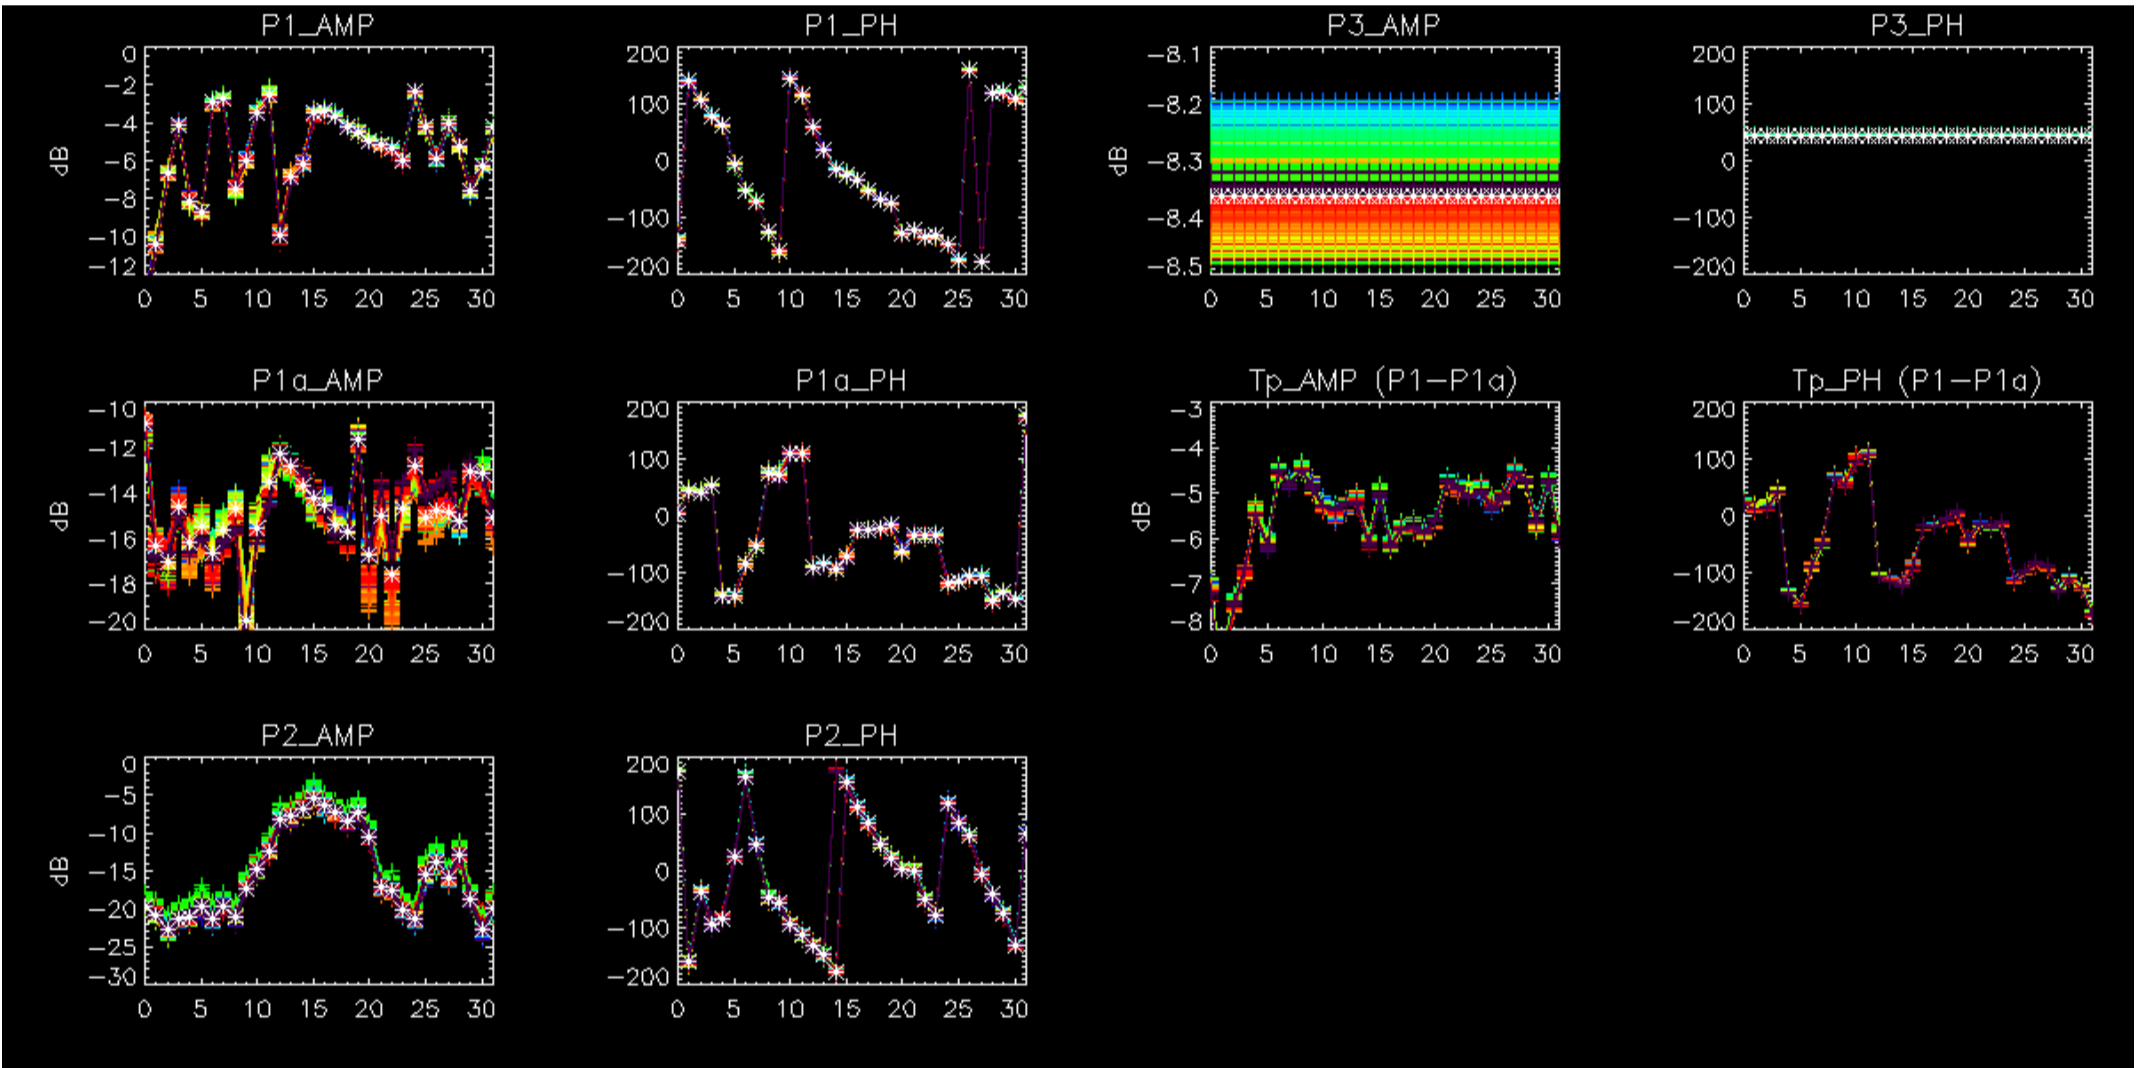 P1_AMP P1_PH P3_AMP P3_PH
0 200 −8.1 200
−2 100 −8.2 100
−4 0 −8.3 0
−6 −100 −8.4 −100
−8 −200 −8.5 −200
−10
−12
dB dB
0 5 10 15 20 25 30 0 5 10 15 20 25 30 0 5 10 15 20 25 30 0 5 10 15 20 25 30
P1a_AMP P1a_PH Tp_AMP (P1−P1a) Tp_PH (P1−P1a)
−10 200 −3 200
−12 100 −4 100
−14 0 −5 0
−16 −100 −6 −100
−18 −200 −7 −200
−20 −8
dB dB
0 5 10 15 20 25 30 0 5 10 15 20 25 30 0 5 10 15 20 25 30 0 5 10 15 20 25 30
P2_AMP P2_PH
0 200
−5 100
−10 0
−15 −100
−20 −200
−25
−30
dB
0 5 10 15 20 25 30 0 5 10 15 20 25 30